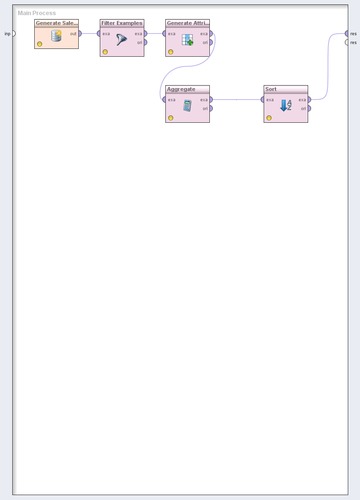 Main Process
Generate Sale... Filter Examples Generate Attri...
inp out exa exa exa exa res
ori ori res
Aggregate Sort
exa exa exa exa
ori ori